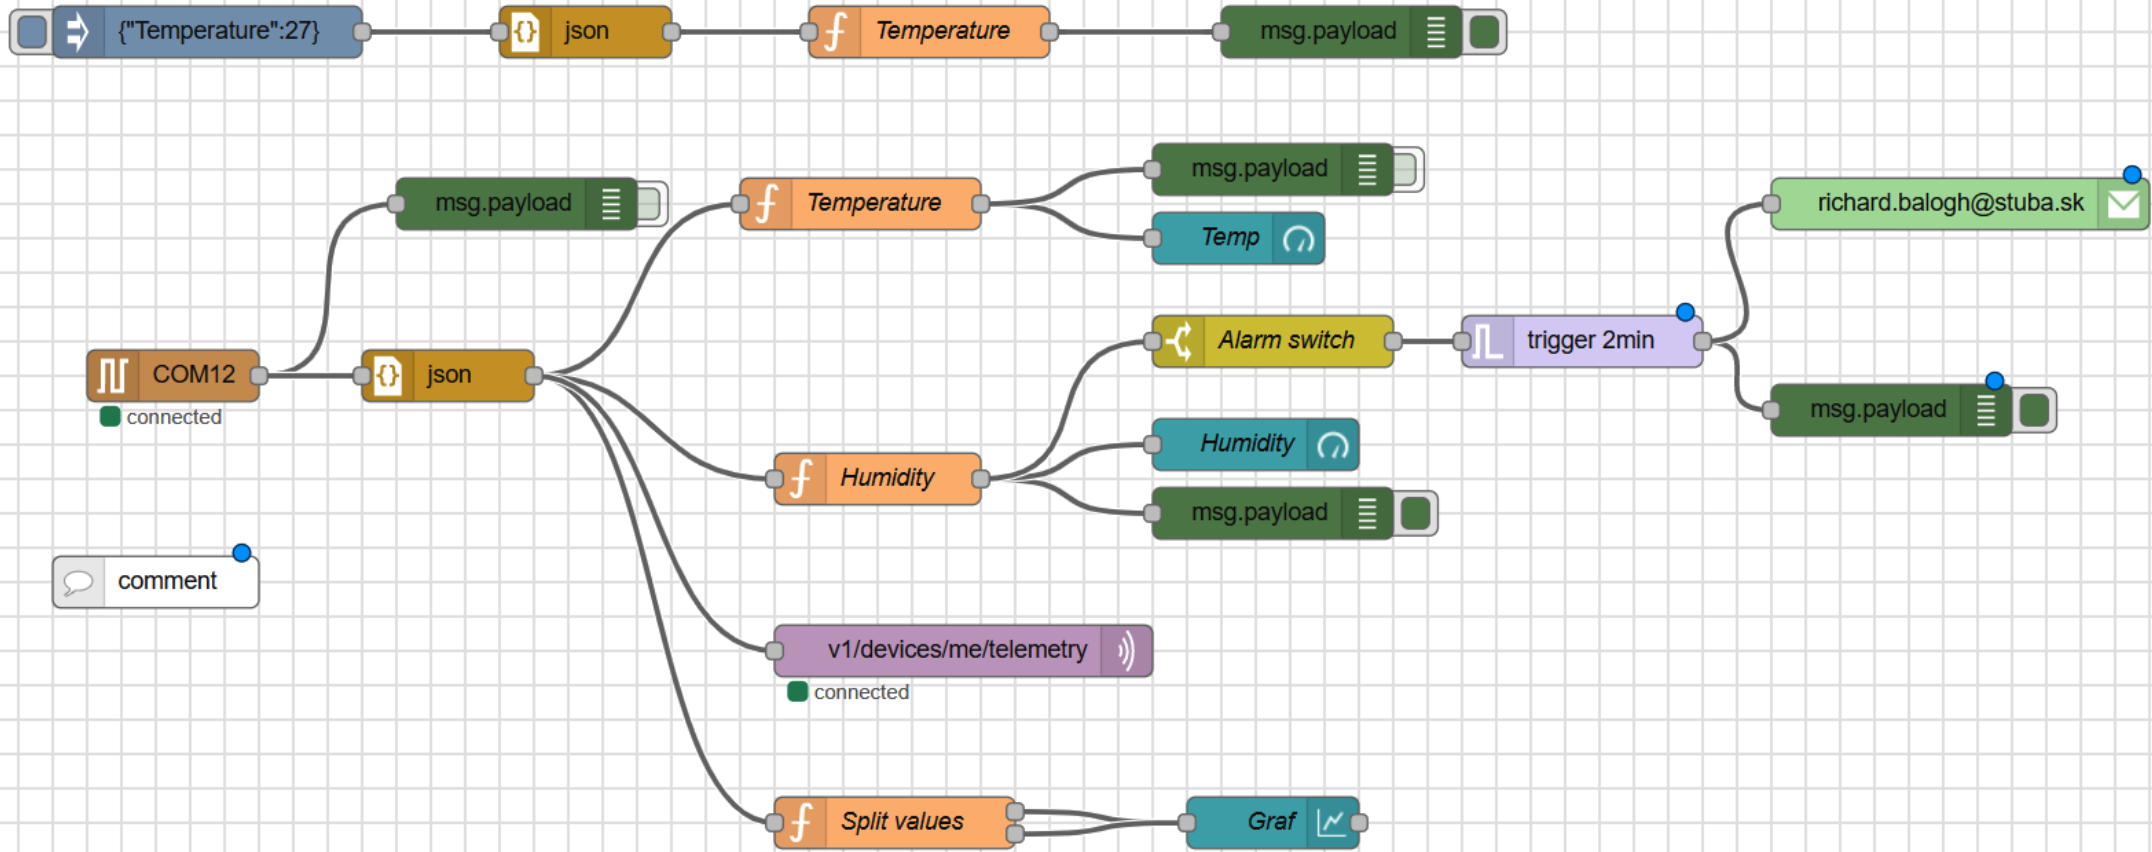 {"Temperature":27}
json
Temperature
msg.payload
msg.payload
Temperature
msg.payload
Temp
richard.balogh@stuba.sk
COM12
connected
json
Alarm switch
trigger 2min
msg.payload
Humidity
Humidity
msg.payload
comment
v1/devices/me/telemetry
connected
Split values
Graf